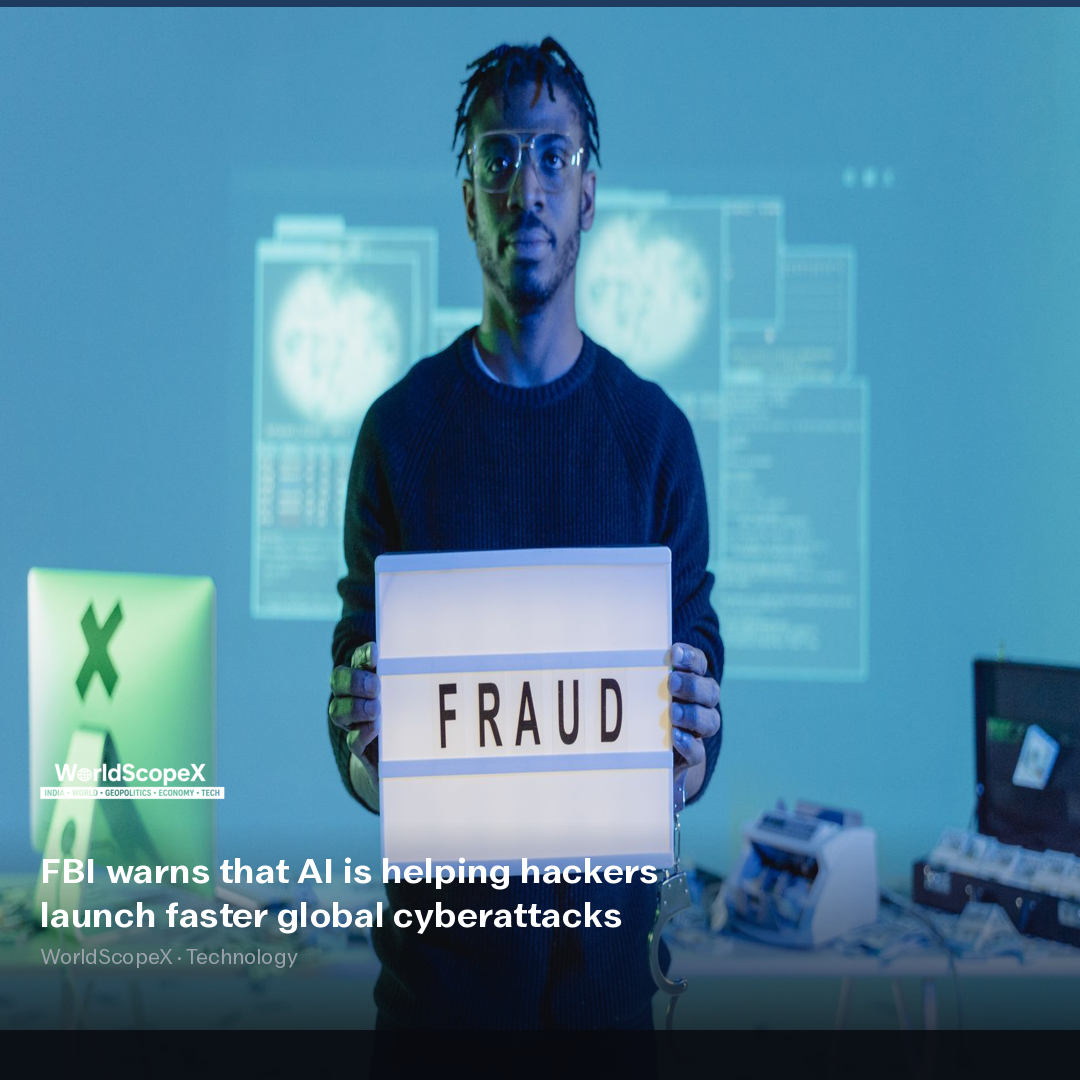 FRAUD
WorldScopeX
INDIA • WORLD • GEOPOLITICS • ECONOMY • TECH
FBI warns that AI is helping hackers
launch faster global cyberattacks
WorldScopeX · Technology